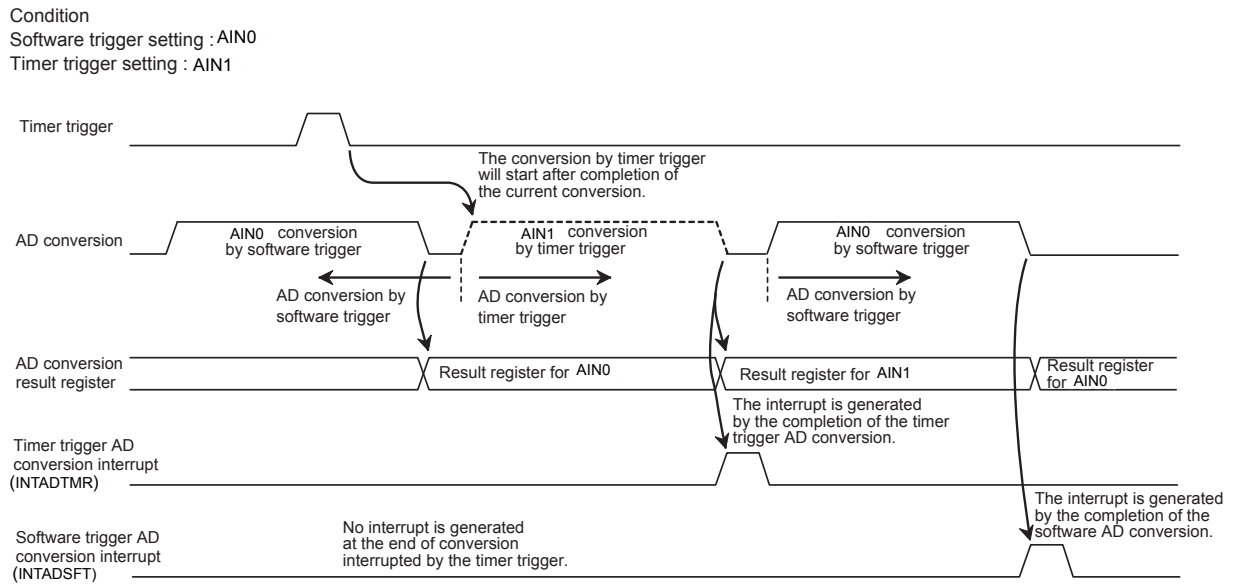 Condition
Software trigger setting : AIN0
Timer trigger setting : AIN1
Timer trigger
The conversion by timer trigger
will start after completion of
the current conversion.
AD conversion
AIN0 conversion
by software trigger
AIN1 conversion
by timer trigger
AIN0 conversion
by software trigger
AD conversion by
software trigger
AD conversion by
timer trigger
AD conversion by
software trigger
AD conversion
result register
Result register for AIN0
Result register for AIN1
Result register
for AIN0
The interrupt is generated
by the completion of the timer
trigger AD conversion.
Timer trigger AD
conversion interrupt
(INTADTMR)
The interrupt is generated
by the completion of the
software AD conversion.
Software trigger AD
conversion interrupt
(INTADSFT)
No interrupt is generated
at the end of conversion
interrupted by the timer trigger.